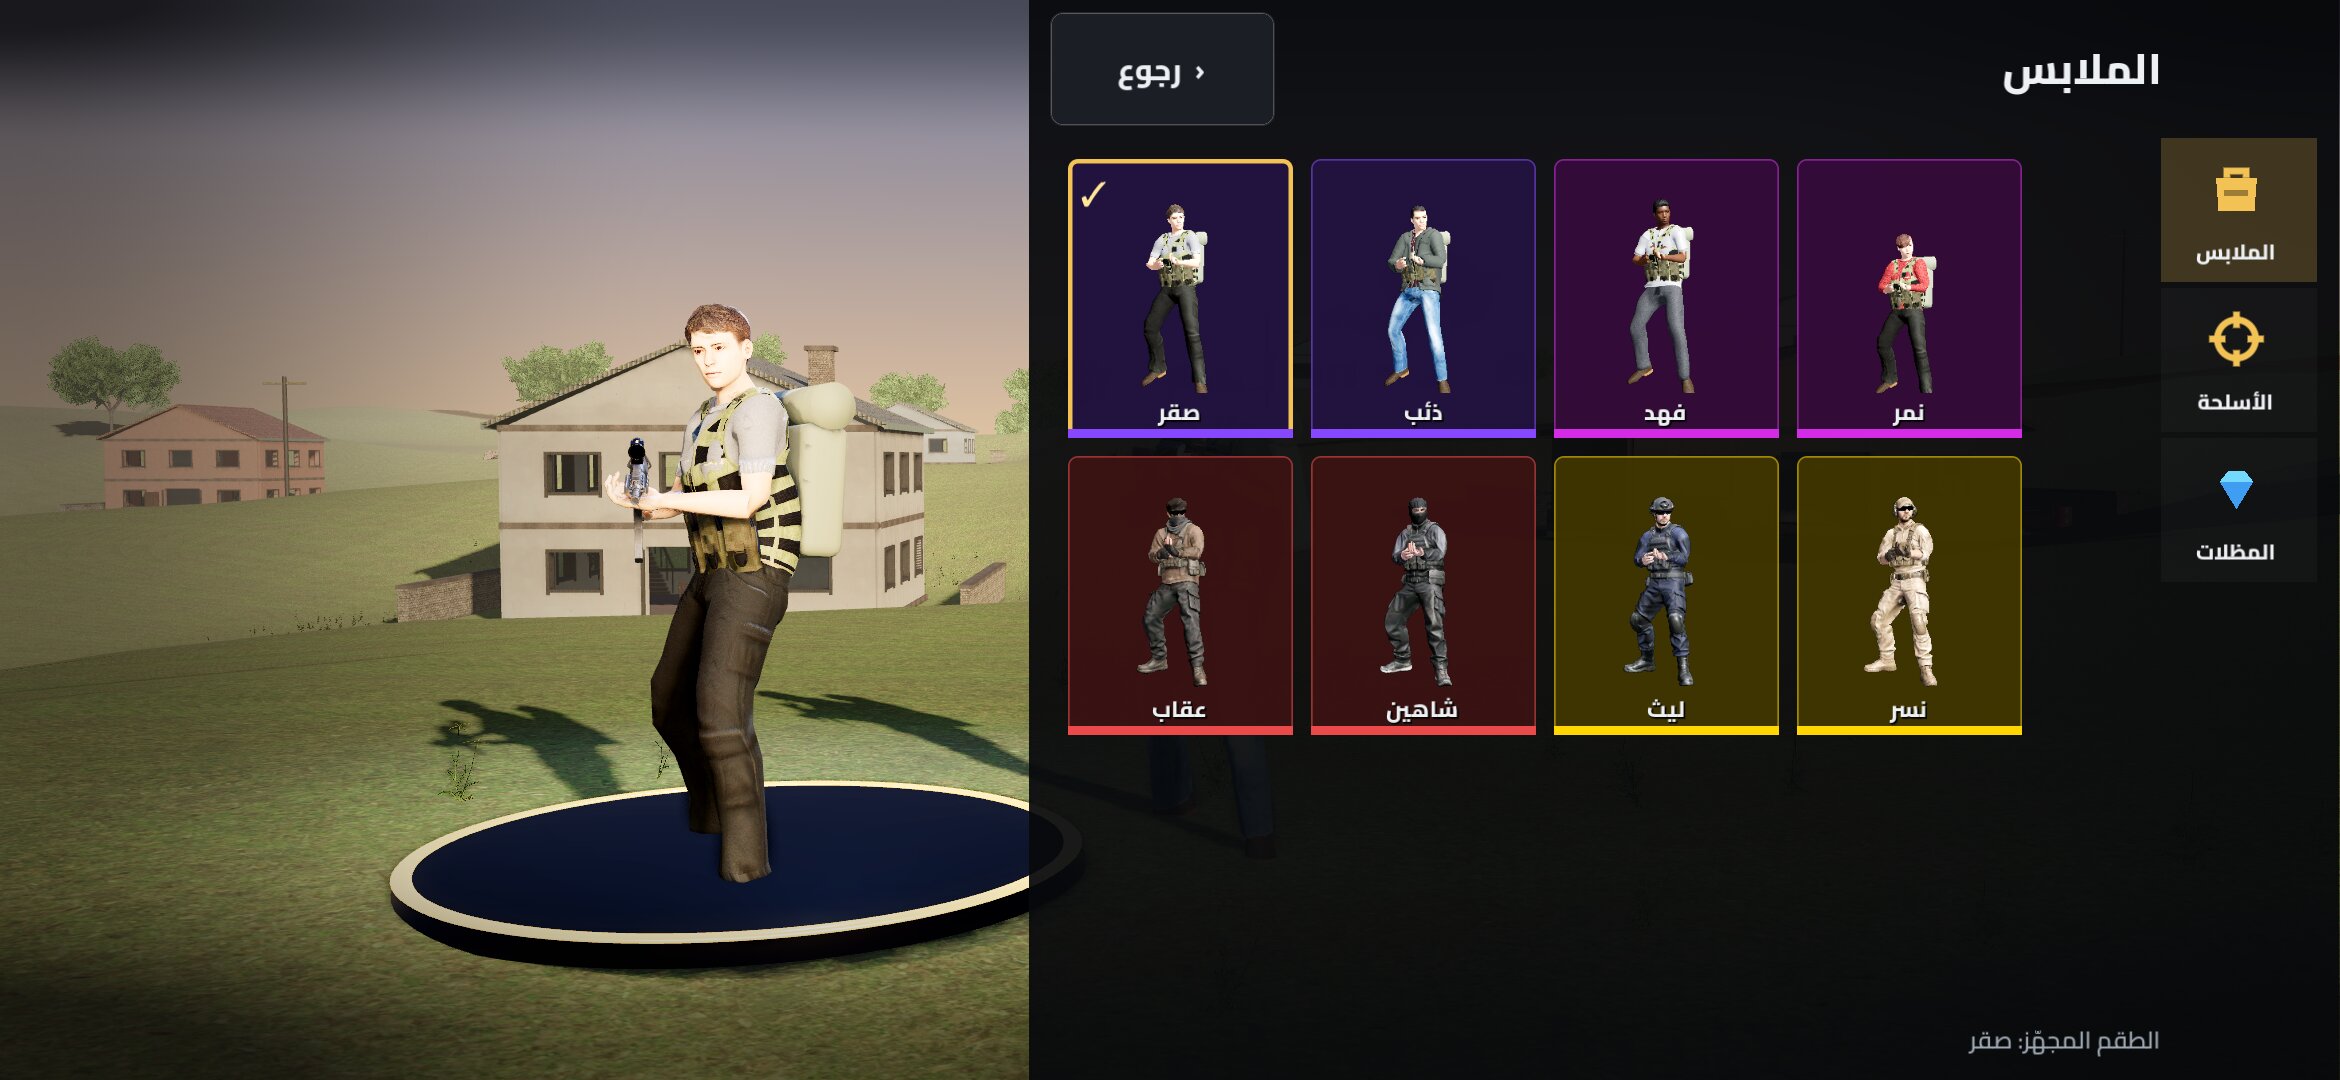 الملابس
‹ رجوع
الملابس
الأسلحة
المظلات
صقر
ذئب
فهد
نمر
عقاب
شاهين
ليث
نسر
الطقم المجهّز: صقر